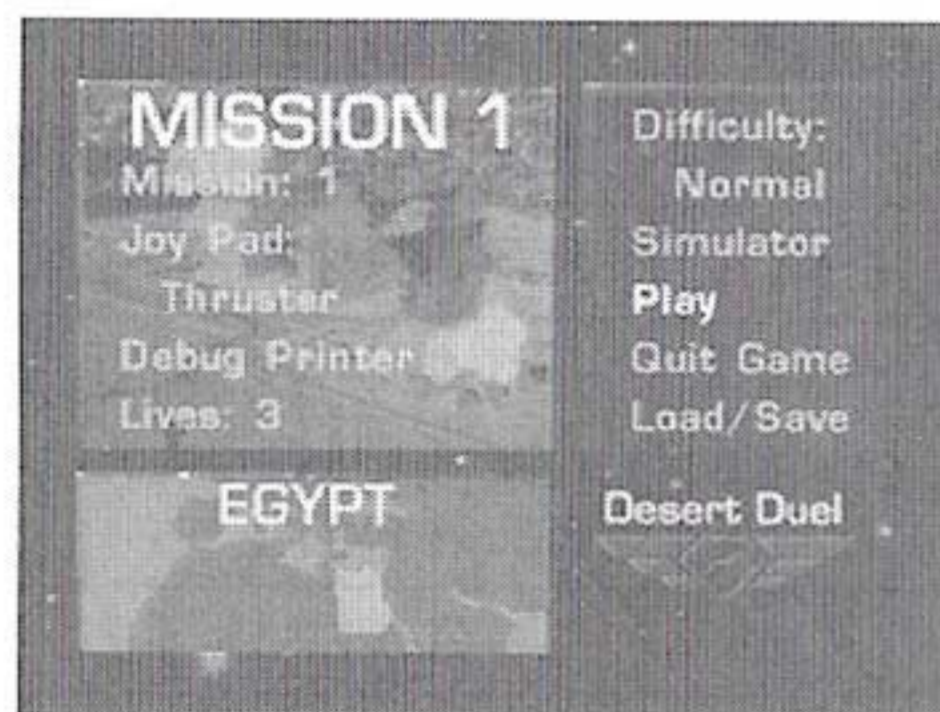 MISSION 1
Mission: 1
Joy Pad:
Thruster
Debug Printer
Lives: 3
EGYPT
Difficulty:
Normal
Simulator
Play
Quit Game
Load/Save
Desert Duel